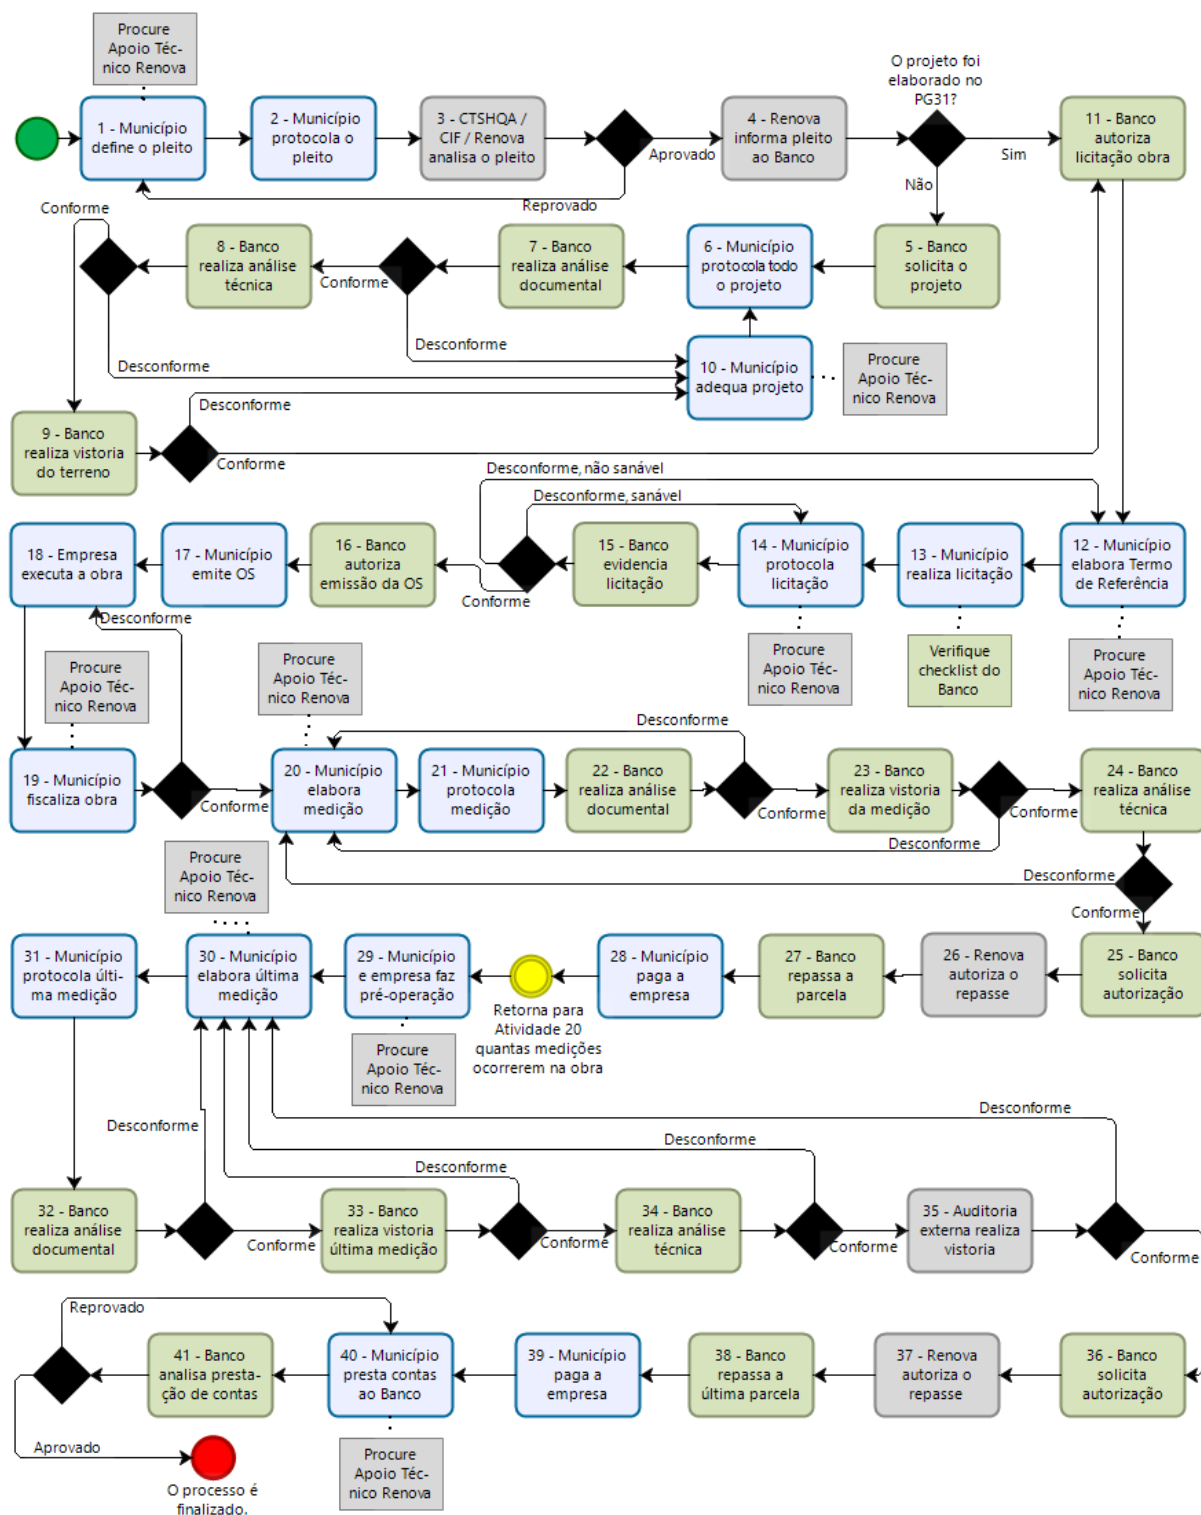 Procure
Apoio Téc-
nico Renova
O projeto foi
elaborado no
PG31?
1 - Município
define o pleito
2 - Município
protocola o
pleito
3 - CTSHQA /
CIF / Renova
analisa o pleito
Aprovado
4 - Renova
informa pleito
ao Banco
Sim
11 - Banco
autoriza
licitação obra
Reprovado
Não
Conforme
8 - Banco
realiza análise
técnica
Conforme
7 - Banco
realiza análise
documental
6 - Município
protocola todo
o projeto
5 - Banco
solicita o
projeto
Desconforme
Desconforme
10 - Município
adequa projeto
Procure
Apoio Téc-
nico Renova
Desconforme
9 - Banco
realiza vistoria
do terreno
Conforme
Desconforme, não sanável
Desconforme, sanável
18 - Empresa
executa a obra
17 - Município
emite OS
16 - Banco
autoriza
emissão da OS
Conforme
15 - Banco
evidencia
licitação
14 - Município
protocola
licitação
13 - Município
realiza licitação
12 - Município
elabora Termo
de Referência
Desconforme
Procure
Apoio Téc-
nico Renova
Procure
Apoio Téc-
nico Renova
Procure
Apoio Téc-
nico Renova
Verifique
checklist do
Banco
Procure
Apoio Téc-
nico Renova
Desconforme
19 - Município
fiscaliza obra
Conforme
20 - Município
elabora
medição
21 - Município
protocola
medição
22 - Banco
realiza análise
documental
Conforme
23 - Banco
realiza vistoria
da medição
Conforme
24 - Banco
realiza análise
técnica
Desconforme
Desconforme
Procure
Apoio Téc-
nico Renova
Conforme
31 - Município
protocola últi-
ma medição
30 - Município
elabora última
medição
29 - Município
e empresa faz
pré-operação
28 - Município
paga a
empresa
27 - Banco
repassa a
parcela
26 - Renova
autoriza o
repasse
25 - Banco
solicita
autorização
Retorna para
Atividade 20
quantas medições
ocorrerem na obra
Procure
Apoio Téc-
nico Renova
Desconforme
Desconforme
Desconforme
Desconforme
32 - Banco
realiza análise
documental
Conforme
33 - Banco
realiza vistoria
última medição
Conforme
34 - Banco
realiza análise
técnica
Conforme
35 - Auditoria
externa realiza
vistoria
Conforme
Reprovado
41 - Banco
analisa presta-
ção de contas
40 - Município
presta contas
ao Banco
39 - Município
paga a
empresa
38 - Banco
repassa a
última parcela
37 - Renova
autoriza o
repasse
36 - Banco
solicita
autorização
Aprovado
O processo é
finalizado.
Procure
Apoio Téc-
nico Renova